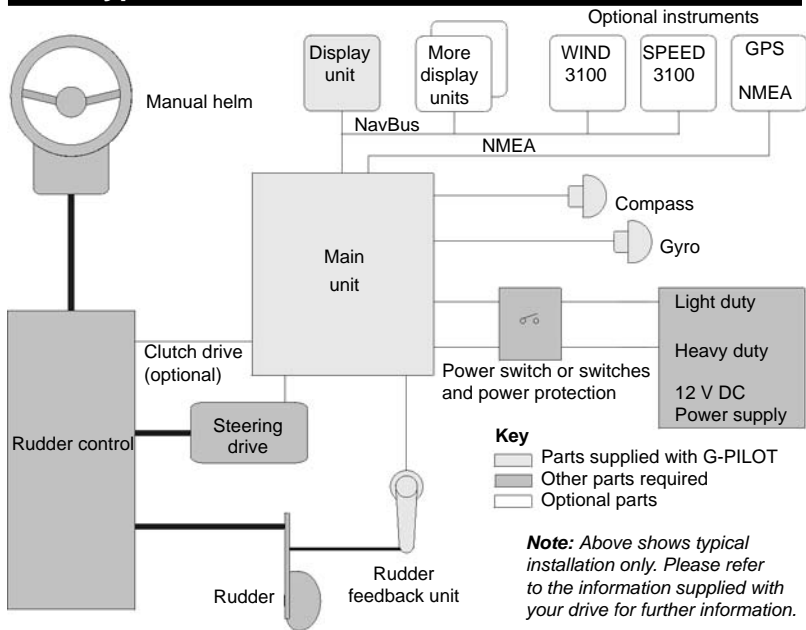 Optional instruments
Display
unit
More
display
units
WIND
3100
SPEED
3100
GPS
NMEA
Manual helm
NavBus
NMEA
Compass
Gyro
Main
unit
Light duty
Heavy duty
12 V DC
Power supply
Clutch drive
(optional)
Power switch or switches
and power protection
Rudder control
Steering
drive
Key
Parts supplied with G-PILOT
Other parts required
Optional parts
Rudder
Rudder
feedback unit
Note: Above shows typical
installation only. Please refer
to the information supplied with
your drive for further information.